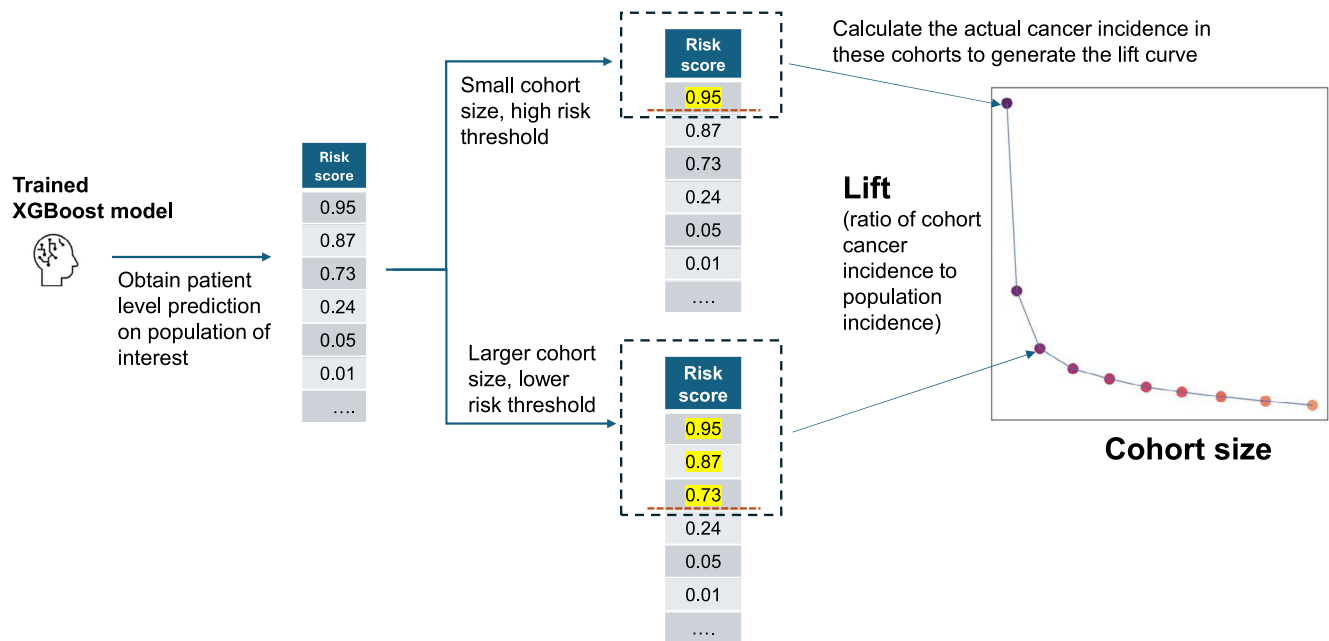 Trained
XGBoost model
Obtain patient
level prediction
on population of
interest
Risk
score
0.95
0.87
0.73
0.24
0.05
0.01
....
Small cohort
size, high risk
threshold
Risk
score
0.95
0.87
0.73
0.24
0.05
0.01
....
Larger cohort
size, lower
risk threshold
Risk
score
0.95
0.87
0.73
0.24
0.05
0.01
....
Calculate the actual cancer incidence in
these cohorts to generate the lift curve
Lift
(ratio of cohort
cancer
incidence to
population
incidence)
Cohort size